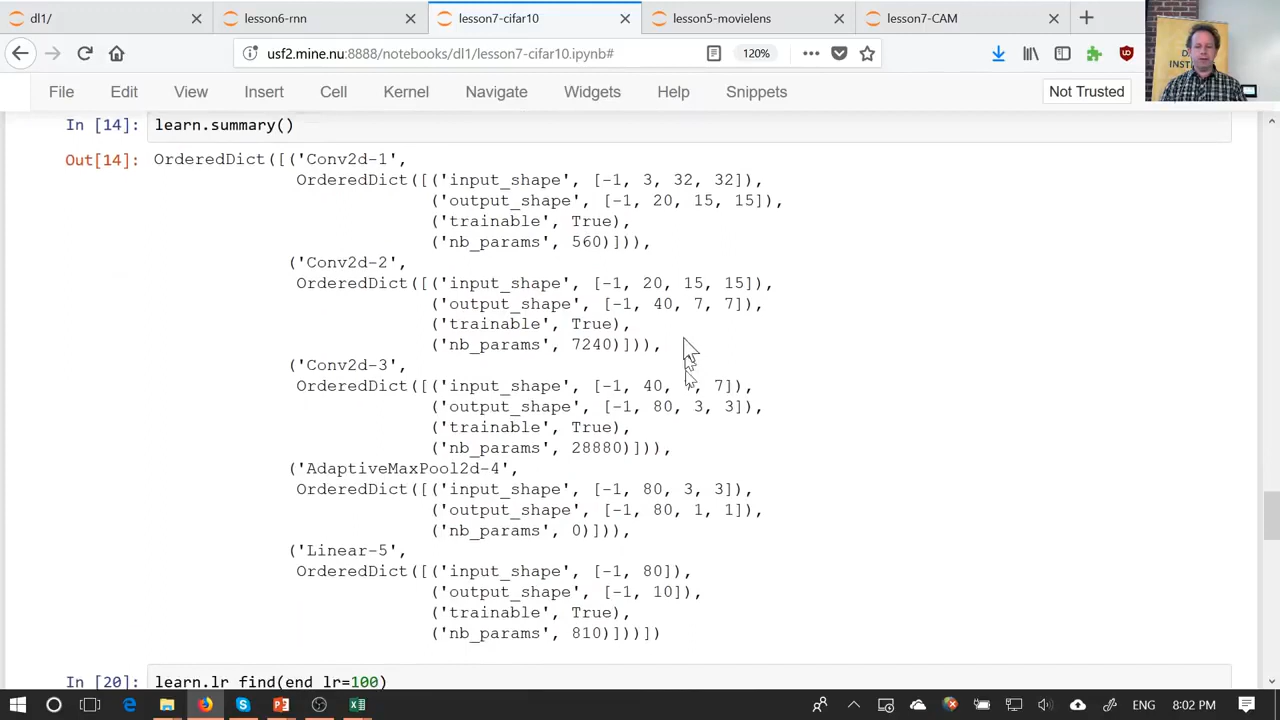 dl1/
lesson6-rnn
lesson7-cifar10
lesson5-movielens
lesson7-CAM
usf2.mine.nu:8888/notebooks/dl1/lesson7-cifar10.ipynb#
120%
File Edit View Insert Cell Kernel Navigate Widgets Help Snippets
Not Trusted
In [14]: learn.summary()
Out[14]: OrderedDict([('Conv2d-1',
OrderedDict([('input_shape', [-1, 3, 32, 32]),
('output_shape', [-1, 20, 15, 15]),
('trainable', True),
('nb_params', 560)])),
('Conv2d-2',
OrderedDict([('input_shape', [-1, 20, 15, 15]),
('output_shape', [-1, 40, 7, 7]),
('trainable', True),
('nb_params', 7240)])),
('Conv2d-3',
OrderedDict([('input_shape', [-1, 40, 7, 7]),
('output_shape', [-1, 80, 3, 3]),
('trainable', True),
('nb_params', 28880)])),
('AdaptiveMaxPool2d-4',
OrderedDict([('input_shape', [-1, 80, 3, 3]),
('output_shape', [-1, 80, 1, 1]),
('nb_params', 0)])),
('Linear-5',
OrderedDict([('input_shape', [-1, 80]),
('output_shape', [-1, 10]),
('trainable', True),
('nb_params', 810)]))])
In [20]: learn.lr_find(end_lr=100)
ENG 8:02 PM